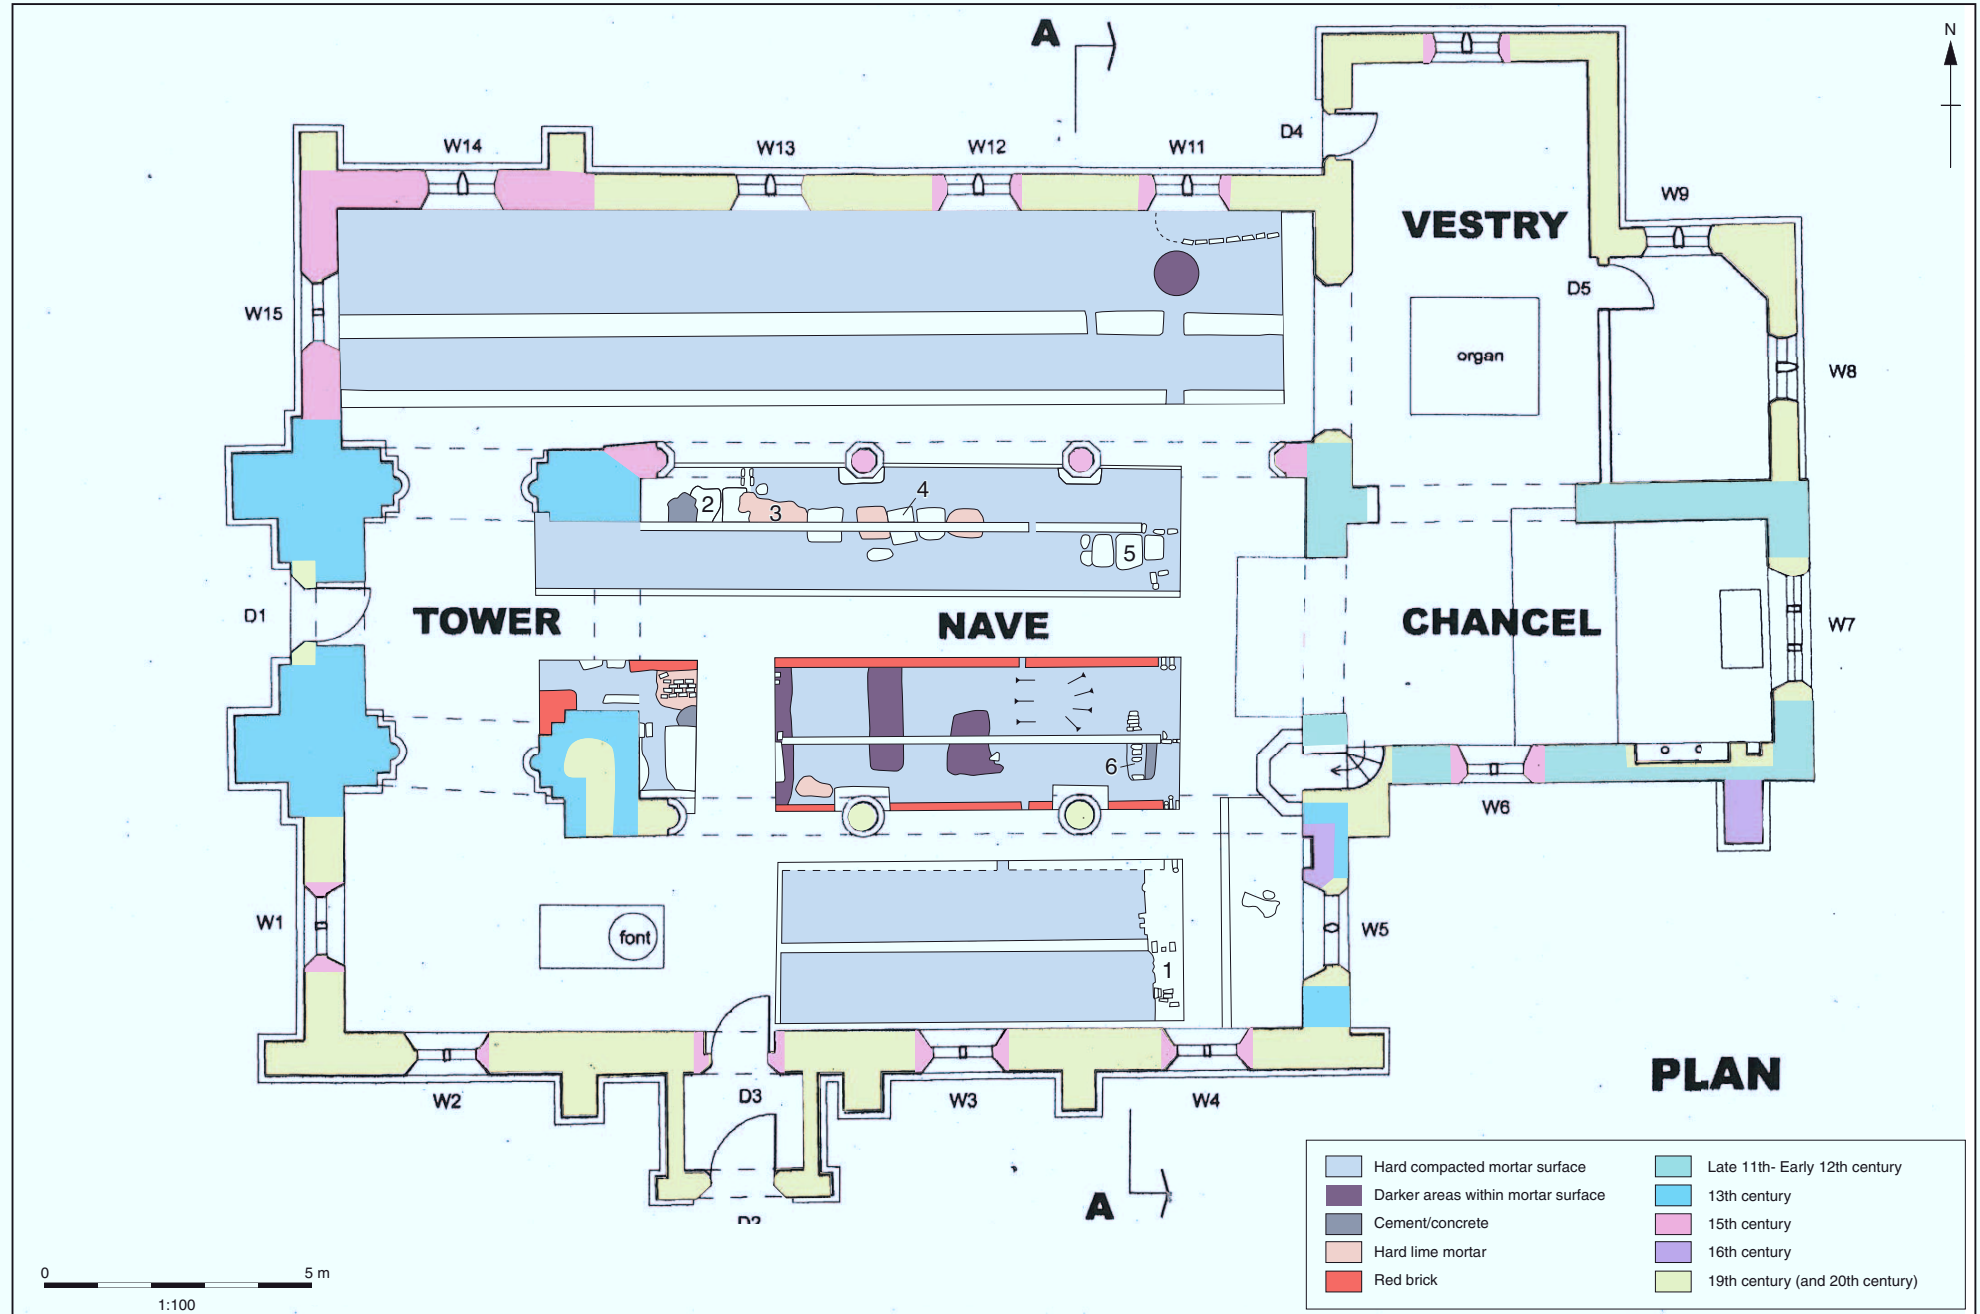 A
N
D4
W14
W13
W12
W11
W9
VESTRY
D5
W15
organ
W8
2
3
4
5
D1
TOWER
NAVE
CHANCEL
W7
6
W6
W1
font
W5
1
PLAN
W2
D3
W3
W4
A
D2
Hard compacted mortar surface
Darker areas within mortar surface
Cement/concrete
Hard lime mortar
Red brick
Late 11th- Early 12th century
13th century
15th century
16th century
19th century (and 20th century)
0 5 m
1:100